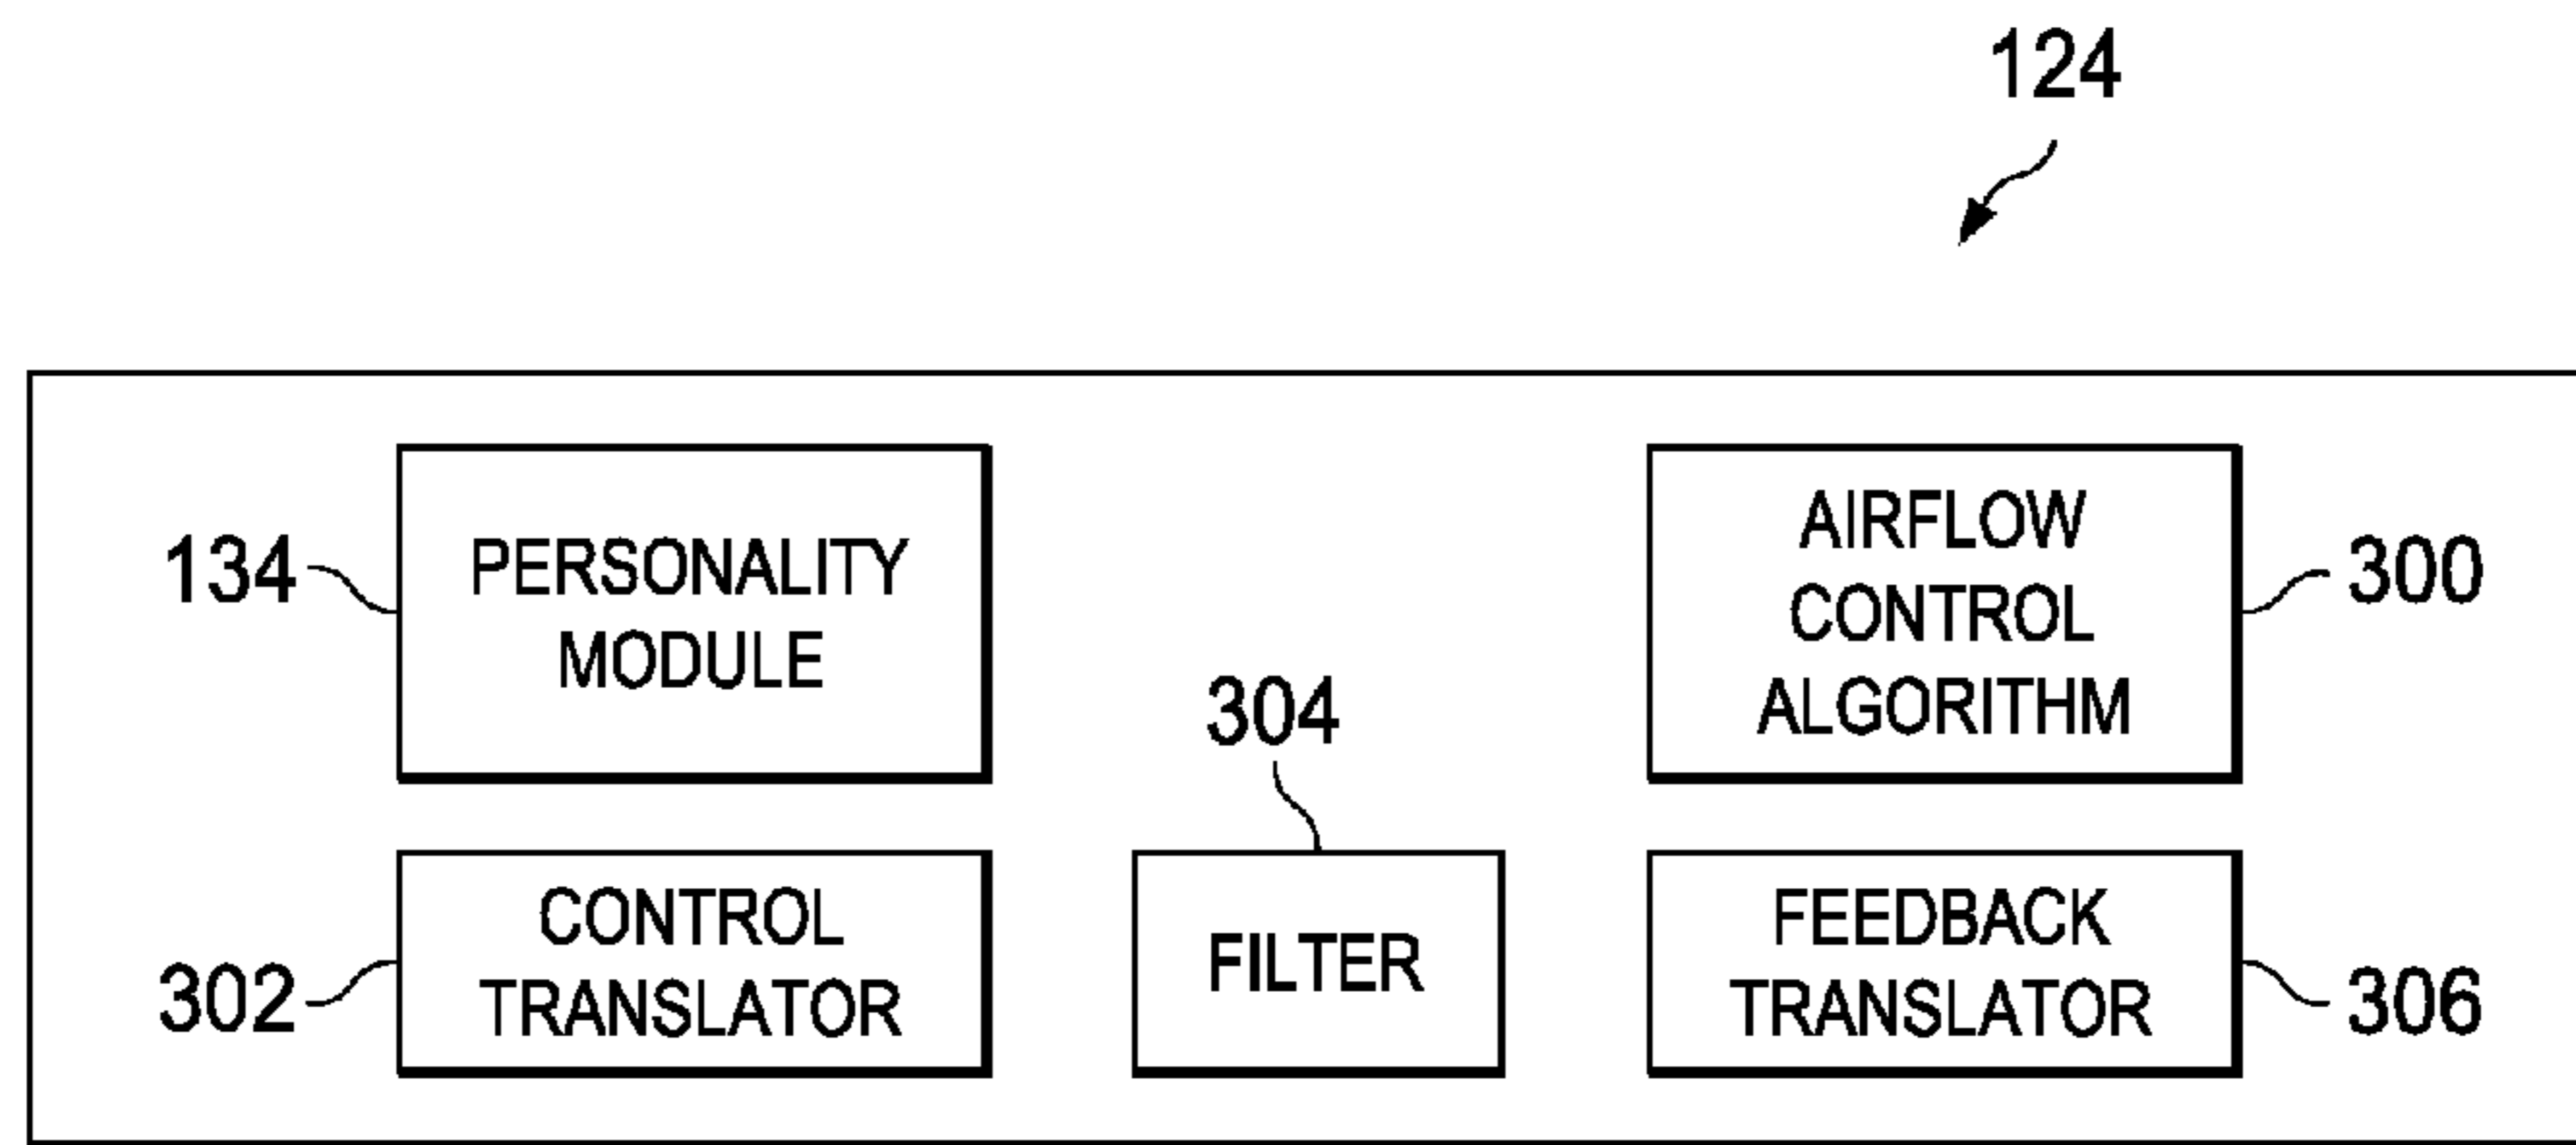 124
134
PERSONALITY
MODULE
AIRFLOW
CONTROL
ALGORITHM
300
304
302
CONTROL
TRANSLATOR
FILTER
FEEDBACK
TRANSLATOR
306